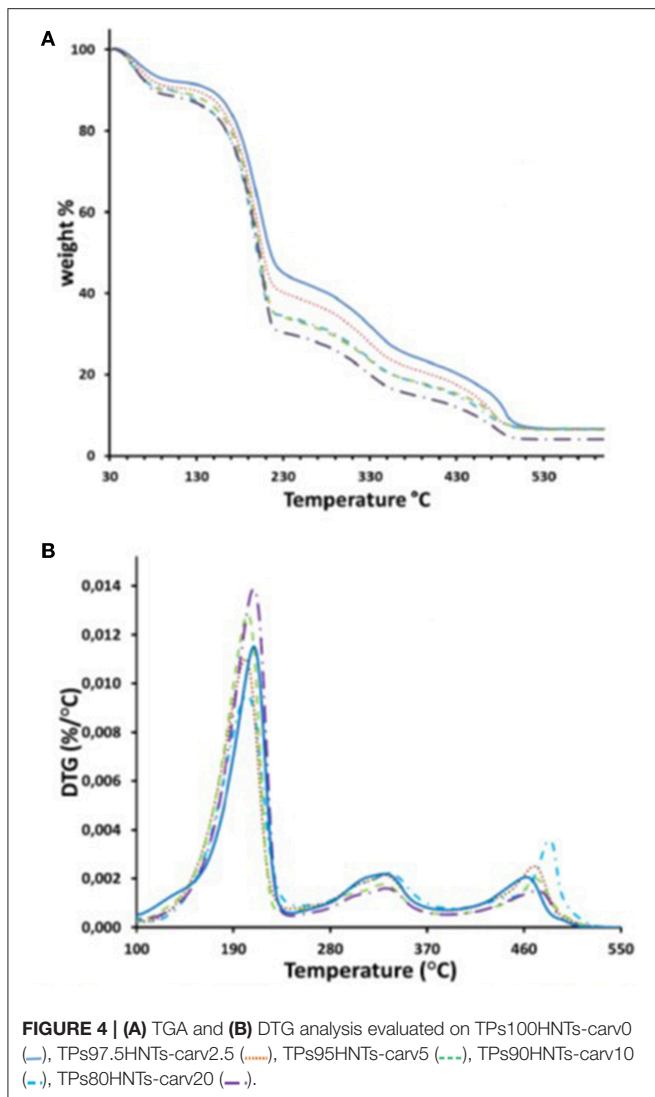 A
100
80
60
40
20
0
weight %
30 130 230 330 430 530
Temperature °C
B
0,014
0,012
0,010
0,008
0,006
0,004
0,002
0,000
DTG (%/°C)
100 190 280 370 460 550
Temperature (°C)
FIGURE 4 | (A) TGA and (B) DTG analysis evaluated on TPs100HNTs-carv0
( ), TPs97.5HNTs-carv2.5 ( ), TPs95HNTs-carv5 ( ), TPs90HNTs-carv10
( ), TPs80HNTs-carv20 ( ).